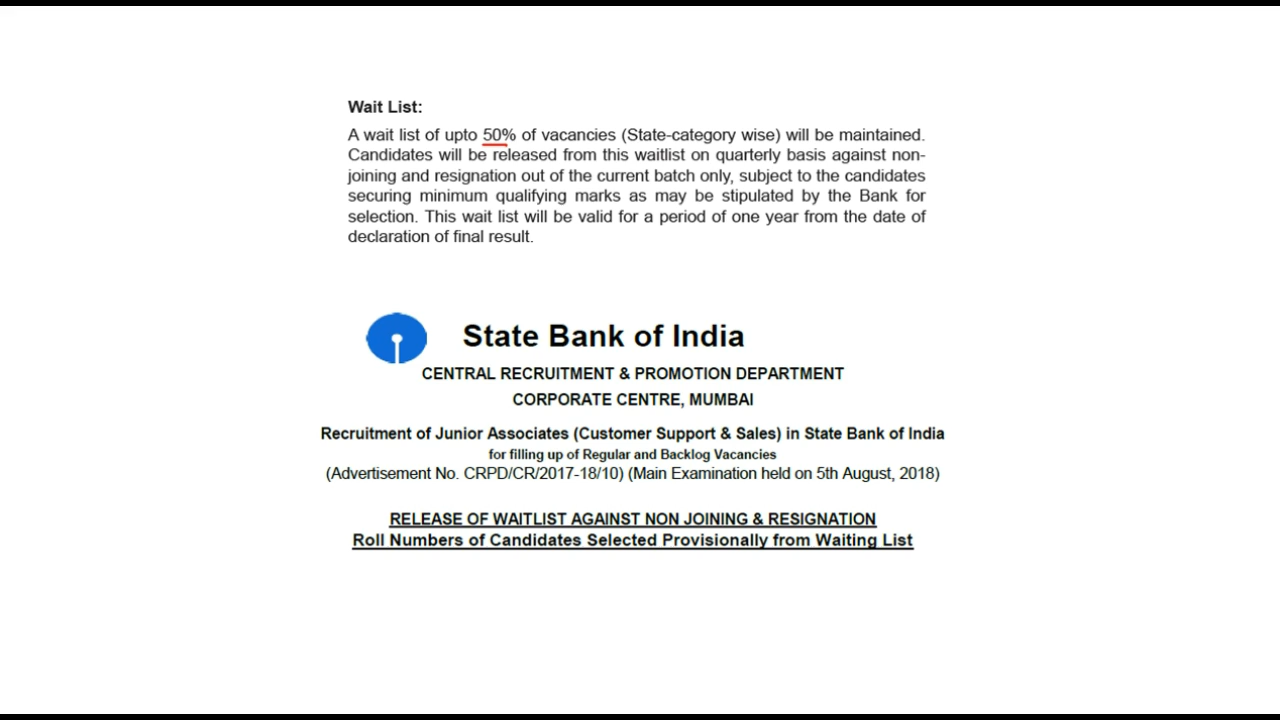 Wait List:
A wait list of upto 50% of vacancies (State-category wise) will be maintained.
Candidates will be released from this waitlist on quarterly basis against non-
joining and resignation out of the current batch only, subject to the candidates
securing minimum qualifying marks as may be stipulated by the Bank for
selection. This wait list will be valid for a period of one year from the date of
declaration of final result.
State Bank of India
CENTRAL RECRUITMENT & PROMOTION DEPARTMENT
CORPORATE CENTRE, MUMBAI
Recruitment of Junior Associates (Customer Support & Sales) in State Bank of India
for filling up of Regular and Backlog Vacancies
(Advertisement No. CRPD/CR/2017-18/10) (Main Examination held on 5th August, 2018)
RELEASE OF WAITLIST AGAINST NON JOINING & RESIGNATION
Roll Numbers of Candidates Selected Provisionally from Waiting List